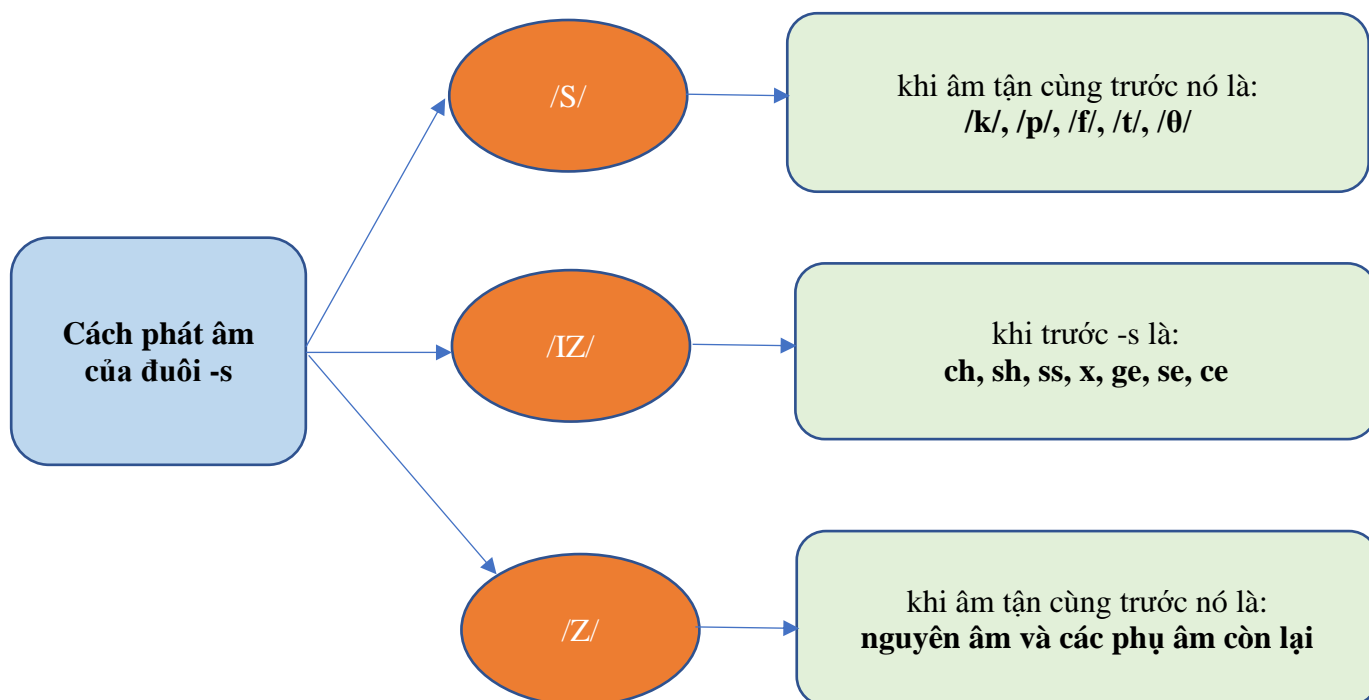 /S/
khi âm tận cùng trước nó là:
/k/, /p/, /f/, /t/, /θ/
Cách phát âm
của đuôi -s
/IZ/
khi trước -s là:
ch, sh, ss, x, ge, se, ce
/Z/
khi âm tận cùng trước nó là:
nguyên âm và các phụ âm còn lại